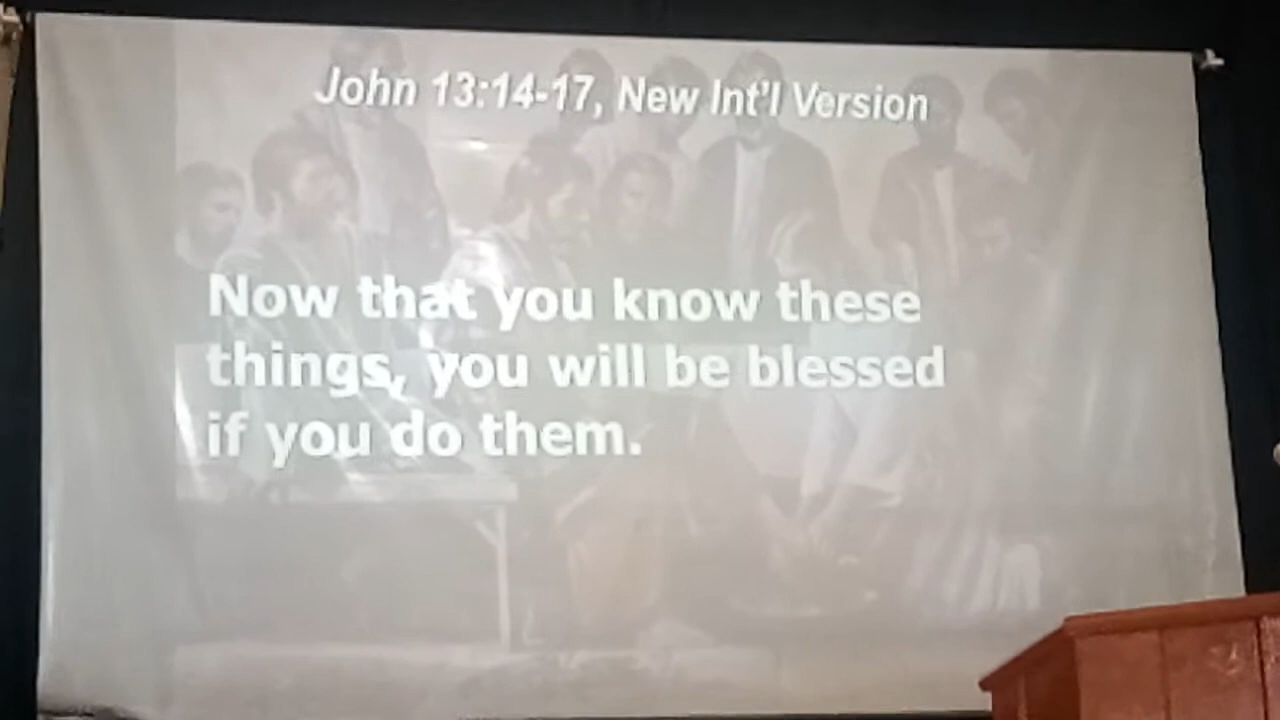 John 13:14-17, New Int'l Version
Now that you know these
things, you will be blessed
if you do them.